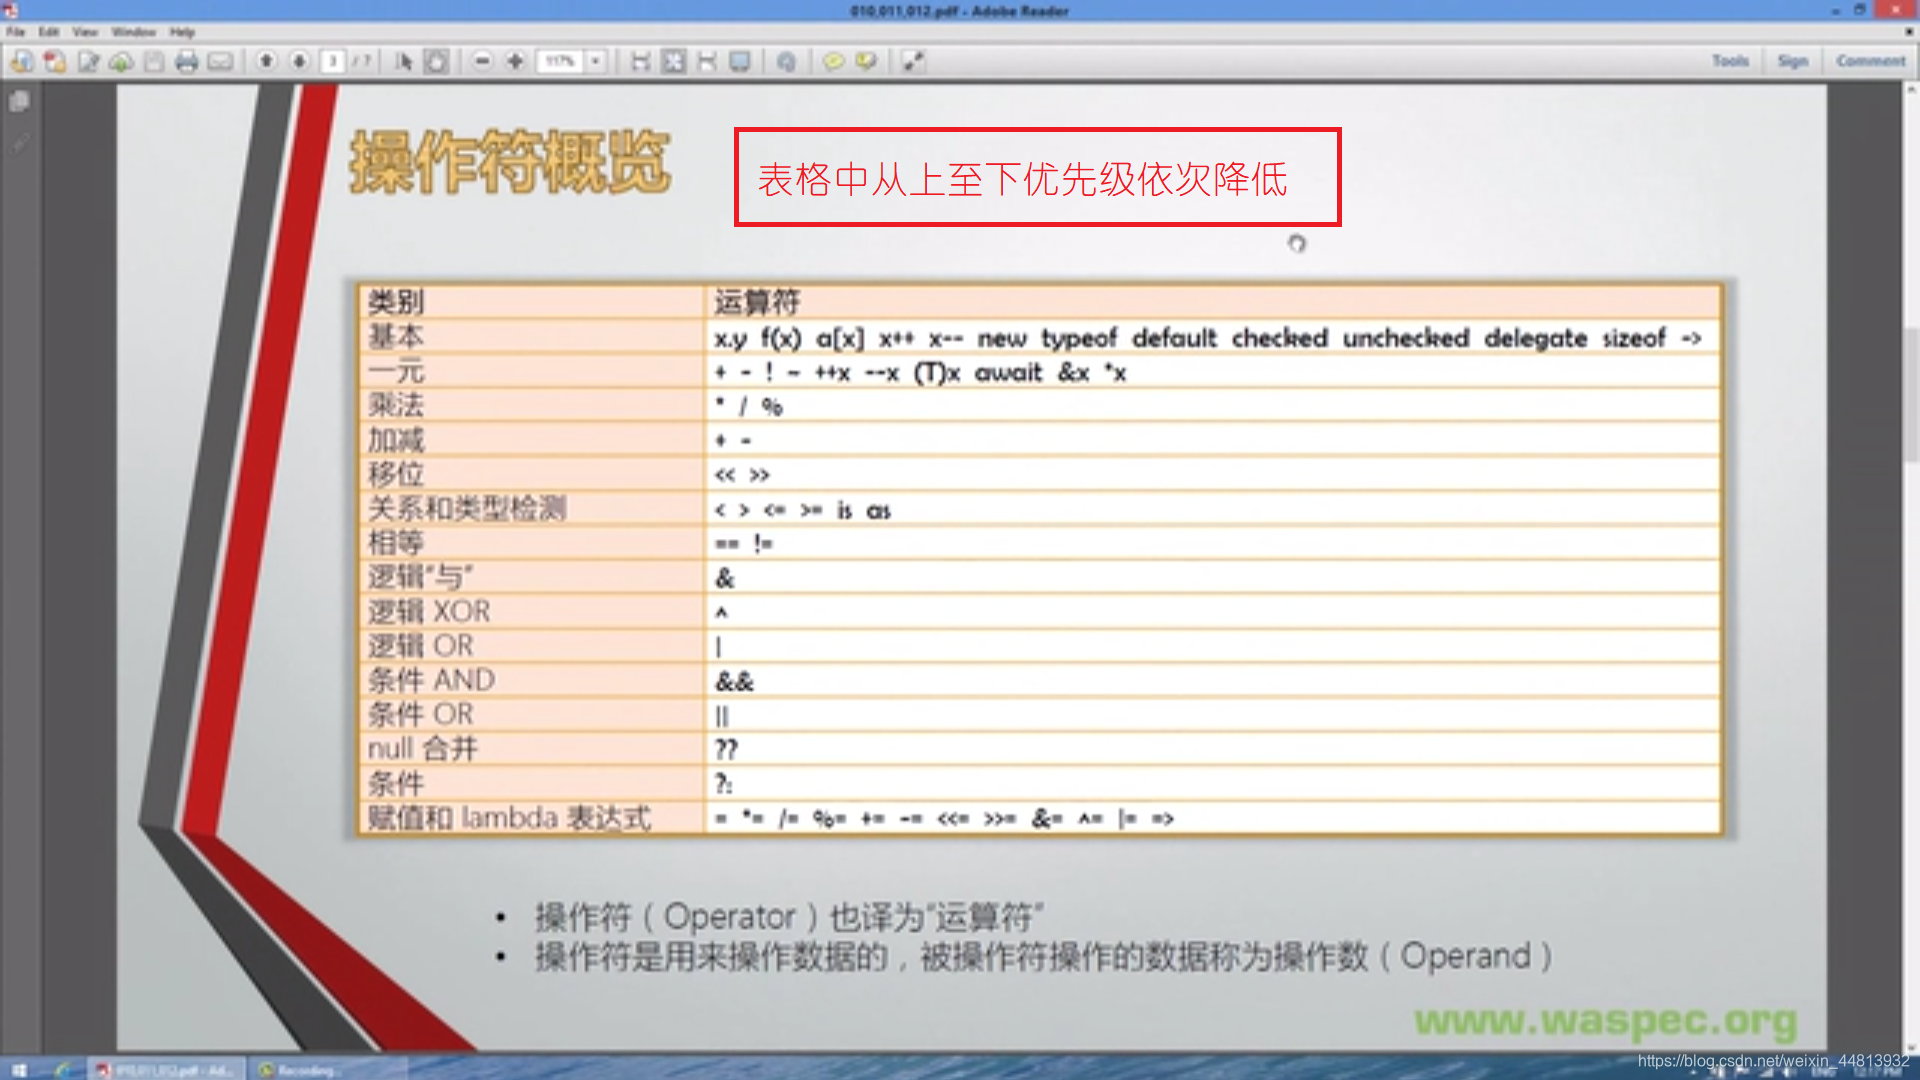 010,011,012.pdf - Adobe Reader
File Edit View Window Help
3 / 7 117% Tools Sign Comment
操作符概览
表格中从上至下优先级依次降低
类别 运算符
基本 x.y f(x) a[x] x++ x-- new typeof default checked unchecked delegate sizeof ->
一元 + - ! ~ ++x --x (T)x await &x *x
乘法 * / %
加减 + -
移位 << >>
关系和类型检测 < > <= >= is as
相等 == !=
逻辑“与” &
逻辑 XOR ^
逻辑 OR |
条件 AND &&
条件 OR ||
null 合并 ??
条件 ?:
赋值和 lambda 表达式 = *= /= %= += -= <<= >>= &= ^= |= =>
• 操作符（Operator）也译为“运算符”
• 操作符是用来操作数据的，被操作符操作的数据称为操作数（Operand）
www.waspec.org
https://blog.csdn.net/weixin_44813932
010,011,012.pdf - Ad... Recording...